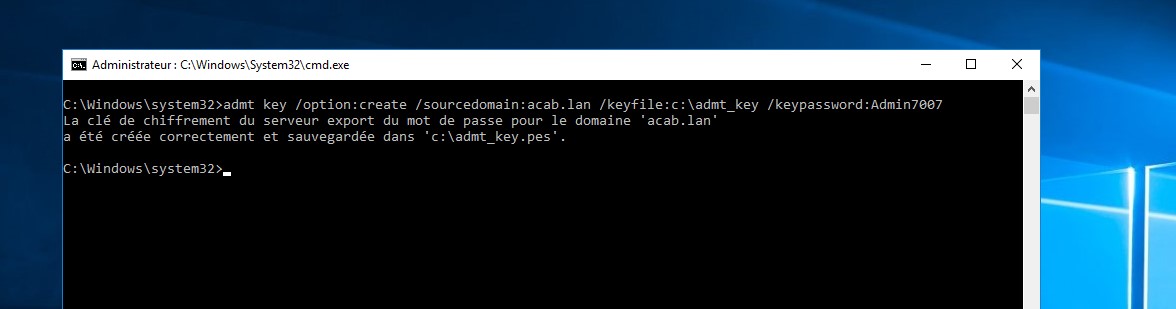 Administrateur : C:\Windows\System32\cmd.exe
C:\Windows\system32>admt key /option:create /sourcedomain:acab.lan /keyfile:c:\admt_key /keypassword:Admin7007
La clé de chiffrement du serveur export du mot de passe pour le domaine 'acab.lan'
a été créée correctement et sauvegardée dans 'c:\admt_key.pes'.
C:\Windows\system32>